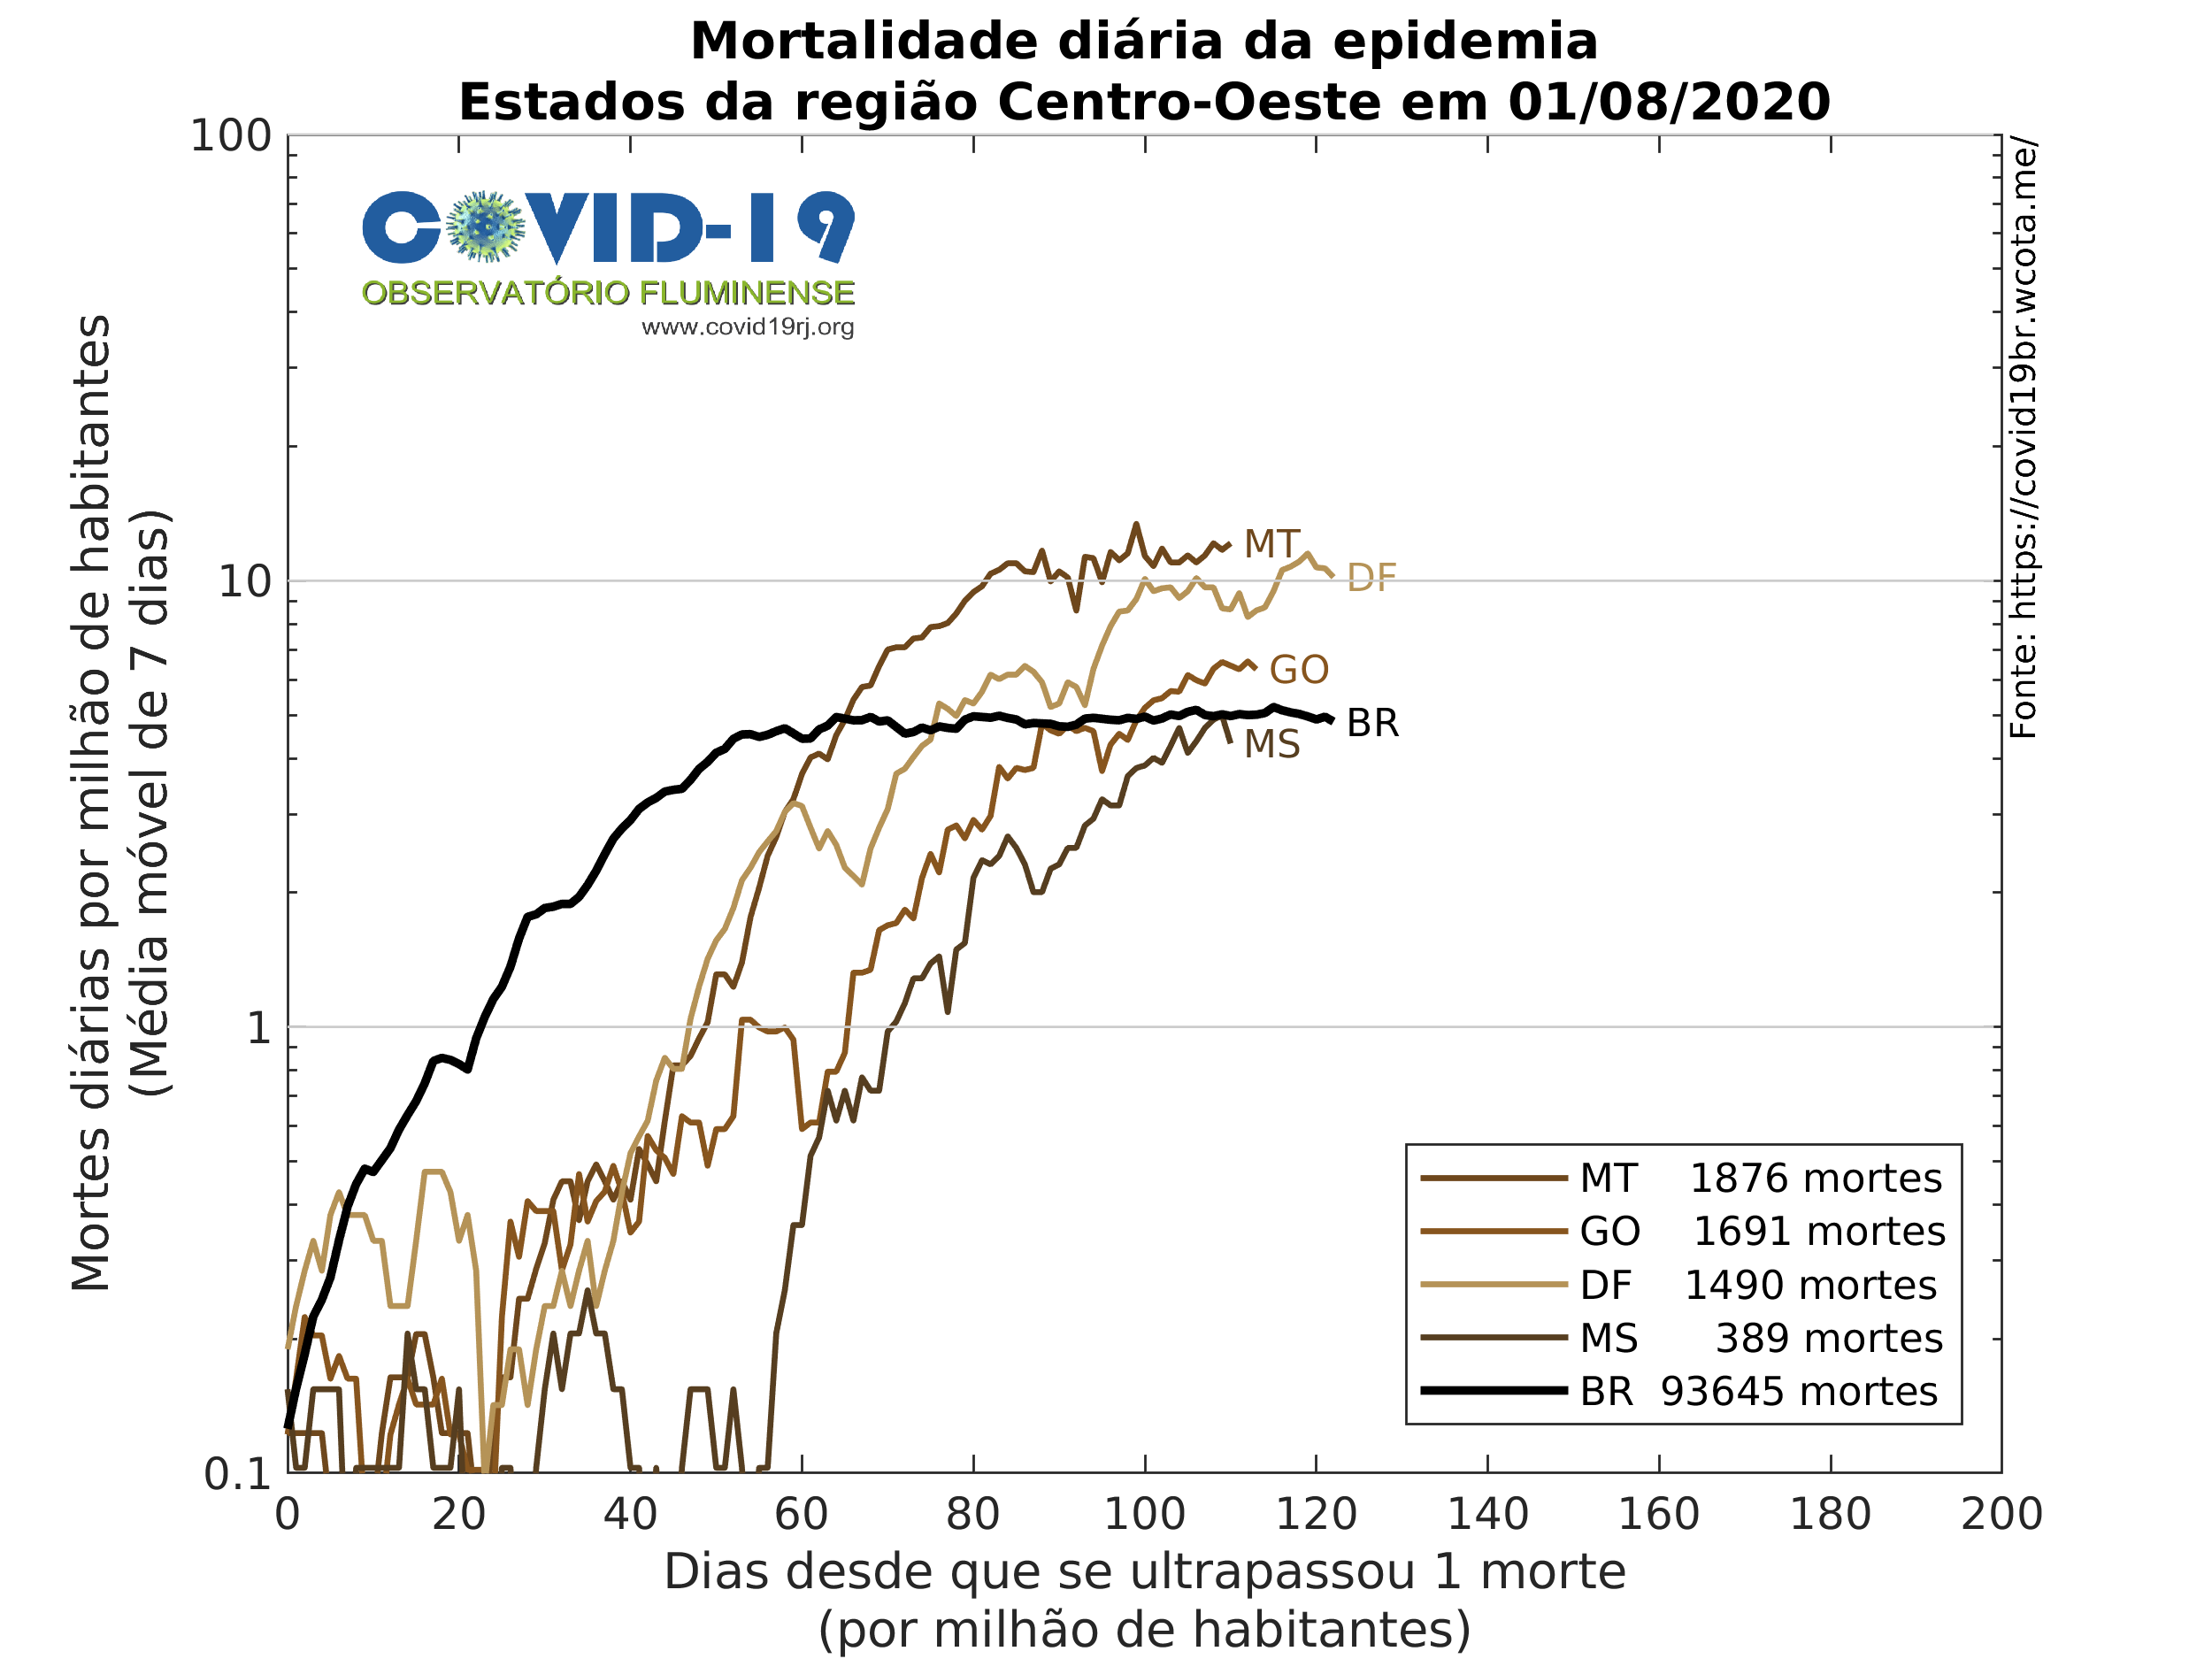 Mortalidade diária da epidemia
Estados da região Centro-Oeste em 01/08/2020
COVID-19
OBSERVATÓRIO FLUMINENSE
www.covid19rj.org
Mortes diárias por milhão de habitantes
(Média móvel de 7 dias)
100
10
1
0.1
MT
DF
GO
BR
MS
MT 1876 mortes
GO 1691 mortes
DF 1490 mortes
MS 389 mortes
BR 93645 mortes
0 20 40 60 80 100 120 140 160 180 200
Dias desde que se ultrapassou 1 morte
(por milhão de habitantes)
Fonte: https://covid19br.wcota.me/